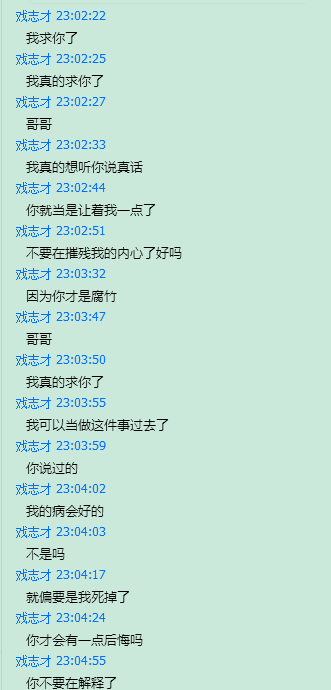 戏志才 23:02:22
我求你了
戏志才 23:02:25
我真的求你了
戏志才 23:02:27
哥哥
戏志才 23:02:33
我真的想听你说真话
戏志才 23:02:44
你就当是让着我一点了
戏志才 23:02:51
不要在摧残我的内心了好吗
戏志才 23:03:32
因为你才是腐竹
戏志才 23:03:47
哥哥
戏志才 23:03:50
我真的求你了
戏志才 23:03:55
我可以当做这件事过去了
戏志才 23:03:59
你说过的
戏志才 23:04:02
我的病会好的
戏志才 23:04:03
不是吗
戏志才 23:04:17
就偏要是我死掉了
戏志才 23:04:24
你才会有一点后悔吗
戏志才 23:04:55
你不要在解释了